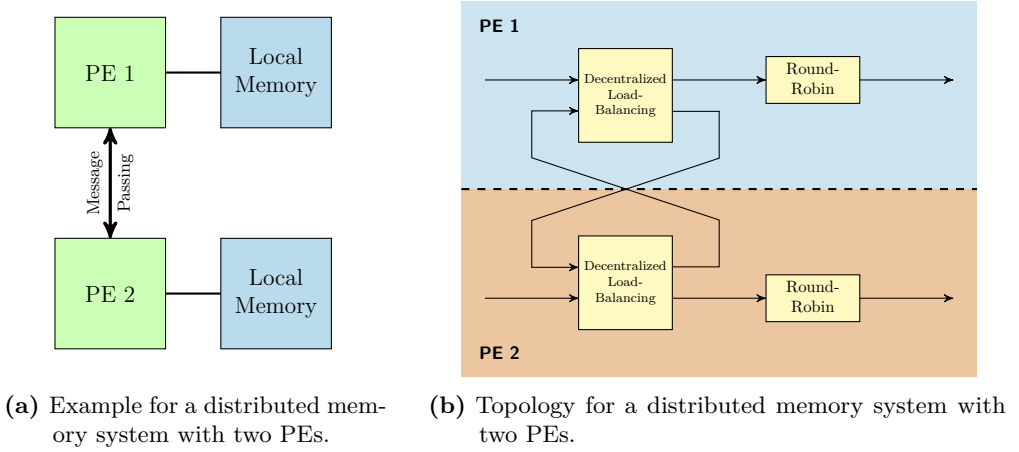 PE 1
Local
Memory
Message
Passing
PE 2
Local
Memory
(a) Example for a distributed mem-
ory system with two PEs.
PE 1
Decentralized
Load-
Balancing
Round-
Robin
Decentralized
Load-
Balancing
Round-
Robin
PE 2
(b) Topology for a distributed memory system with
two PEs.